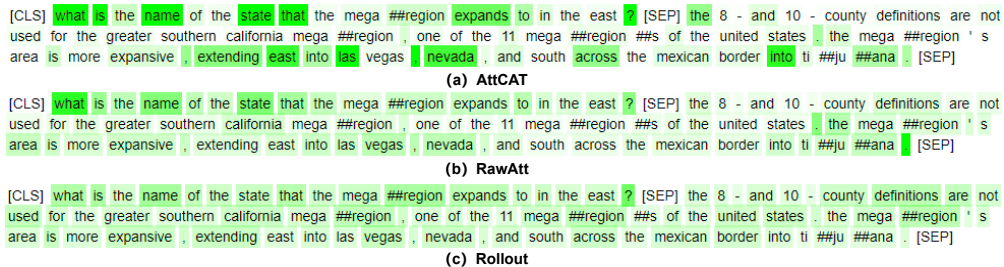 [CLS] what is the name of the state that the mega ##region expands to in the east ? [SEP] the 8 - and 10 - county definitions are not
used for the greater southern california mega ##region , one of the 11 mega ##region ##s of the united states . the mega ##region ' s
area is more expansive , extending east into las vegas , nevada , and south across the mexican border into ti ##ju ##ana . [SEP]
(a) AttCAT
[CLS] what is the name of the state that the mega ##region expands to in the east ? [SEP] the 8 - and 10 - county definitions are not
used for the greater southern california mega ##region , one of the 11 mega ##region ##s of the united states . the mega ##region ' s
area is more expansive , extending east into las vegas , nevada , and south across the mexican border into ti ##ju ##ana . [SEP]
(b) RawAtt
[CLS] what is the name of the state that the mega ##region expands to in the east ? [SEP] the 8 - and 10 - county definitions are not
used for the greater southern california mega ##region , one of the 11 mega ##region ##s of the united states . the mega ##region ' s
area is more expansive , extending east into las vegas , nevada , and south across the mexican border into ti ##ju ##ana . [SEP]
(c) Rollout